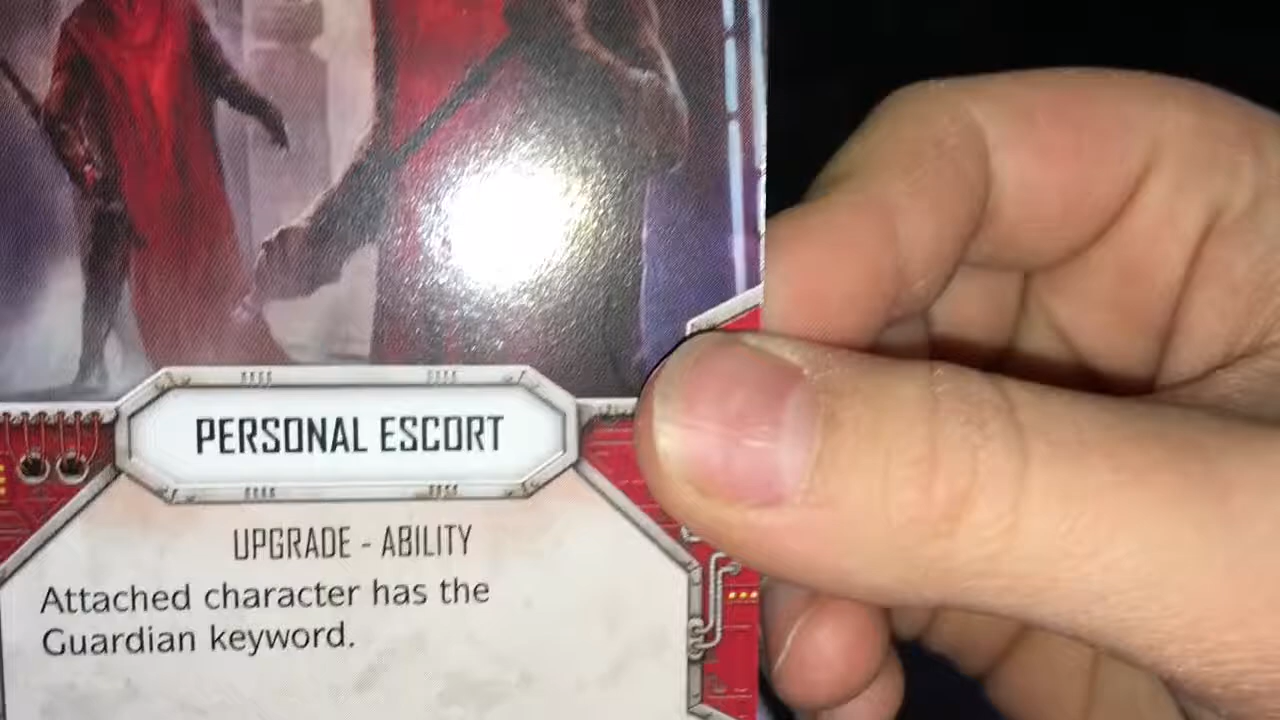 PERSONAL ESCORT
UPGRADE - ABILITY
Attached character has the
Guardian keyword.